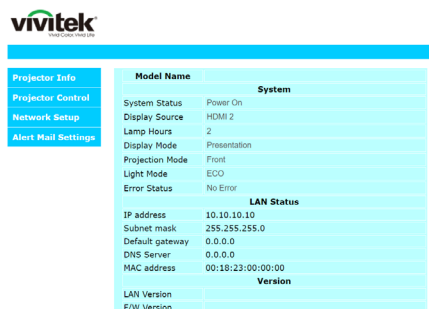 vivitek
Vivid Color, Vivid Life
Projector Info
Projector Control
Network Setup
Alert Mail Settings
Model Name
System
System Status Power On
Display Source HDMI 2
Lamp Hours 2
Display Mode Presentation
Projection Mode Front
Light Mode ECO
Error Status No Error
LAN Status
IP address 10.10.10.10
Subnet mask 255.255.255.0
Default gateway 0.0.0.0
DNS Server 0.0.0.0
MAC address 00:18:23:00:00:00
Version
LAN Version
F/W Version